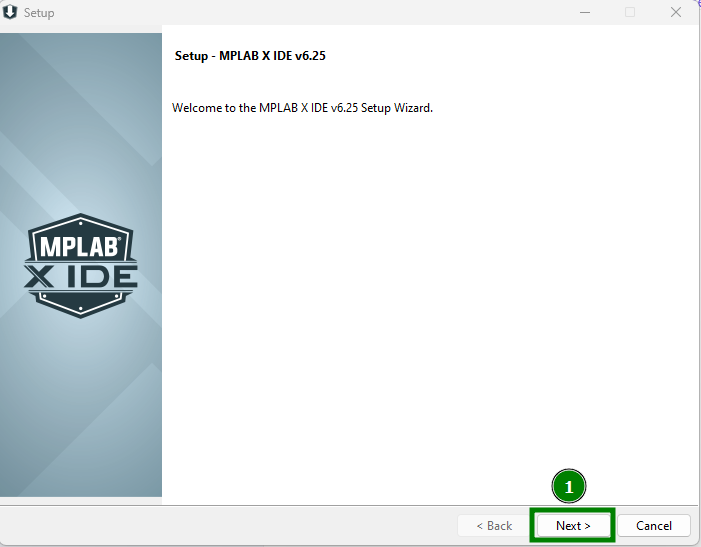 Setup
Setup - MPLAB X IDE v6.25
Welcome to the MPLAB X IDE v6.25 Setup Wizard.
MPLAB®
X IDE
1
< Back
Next >
Cancel